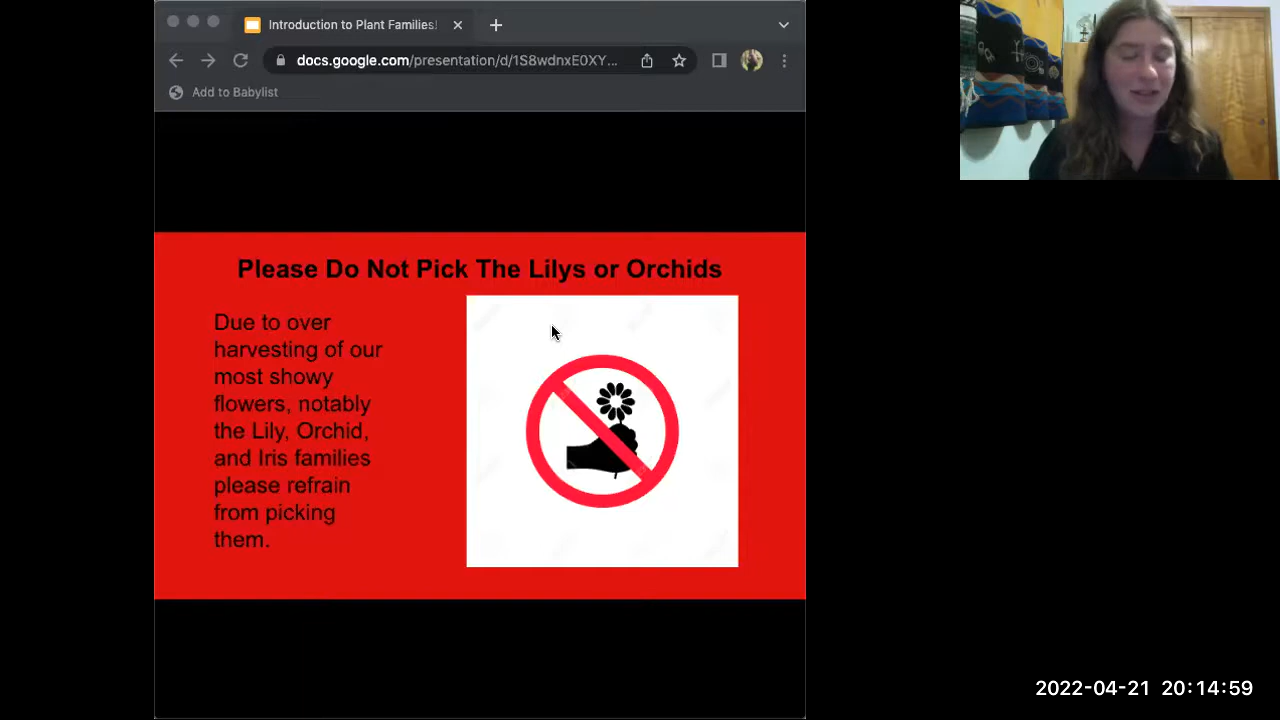 Introduction to Plant Families!
docs.google.com/presentation/d/1S8wdnxE0XY...
Add to Babylist
Please Do Not Pick The Lilys or Orchids
Due to over
harvesting of our
most showy
flowers, notably
the Lily, Orchid,
and Iris families
please refrain
from picking
them.
2022-04-21 20:14:59